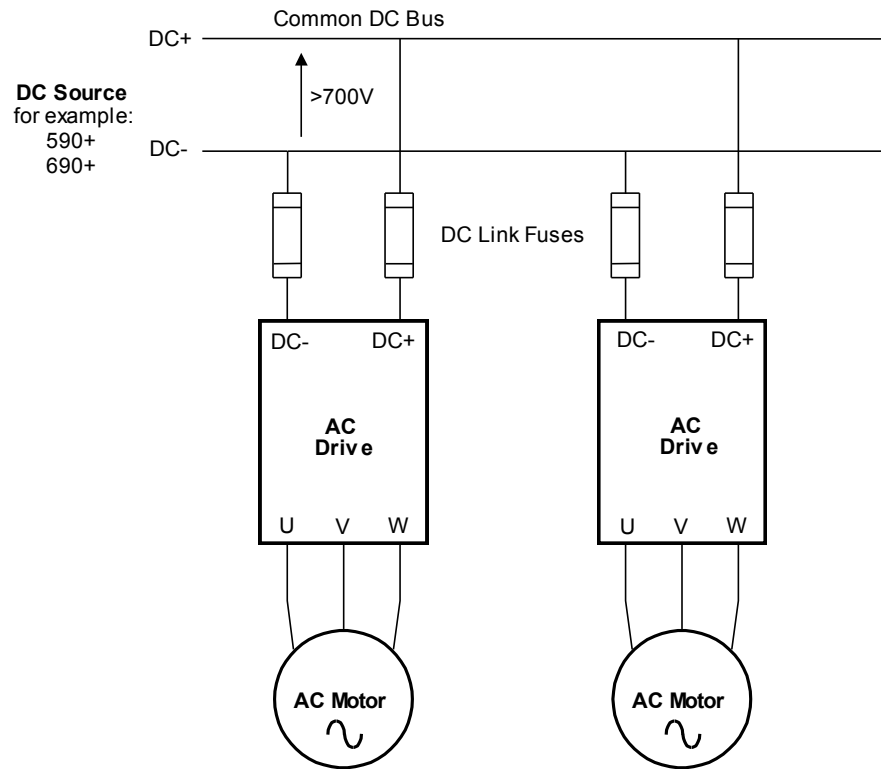 Common DC Bus
DC+
>700V
DC Source
for example:
590+
690+
DC-
DC Link Fuses
DC- DC+
AC
Drive
U V W
AC Motor
DC- DC+
AC
Drive
U V W
AC Motor